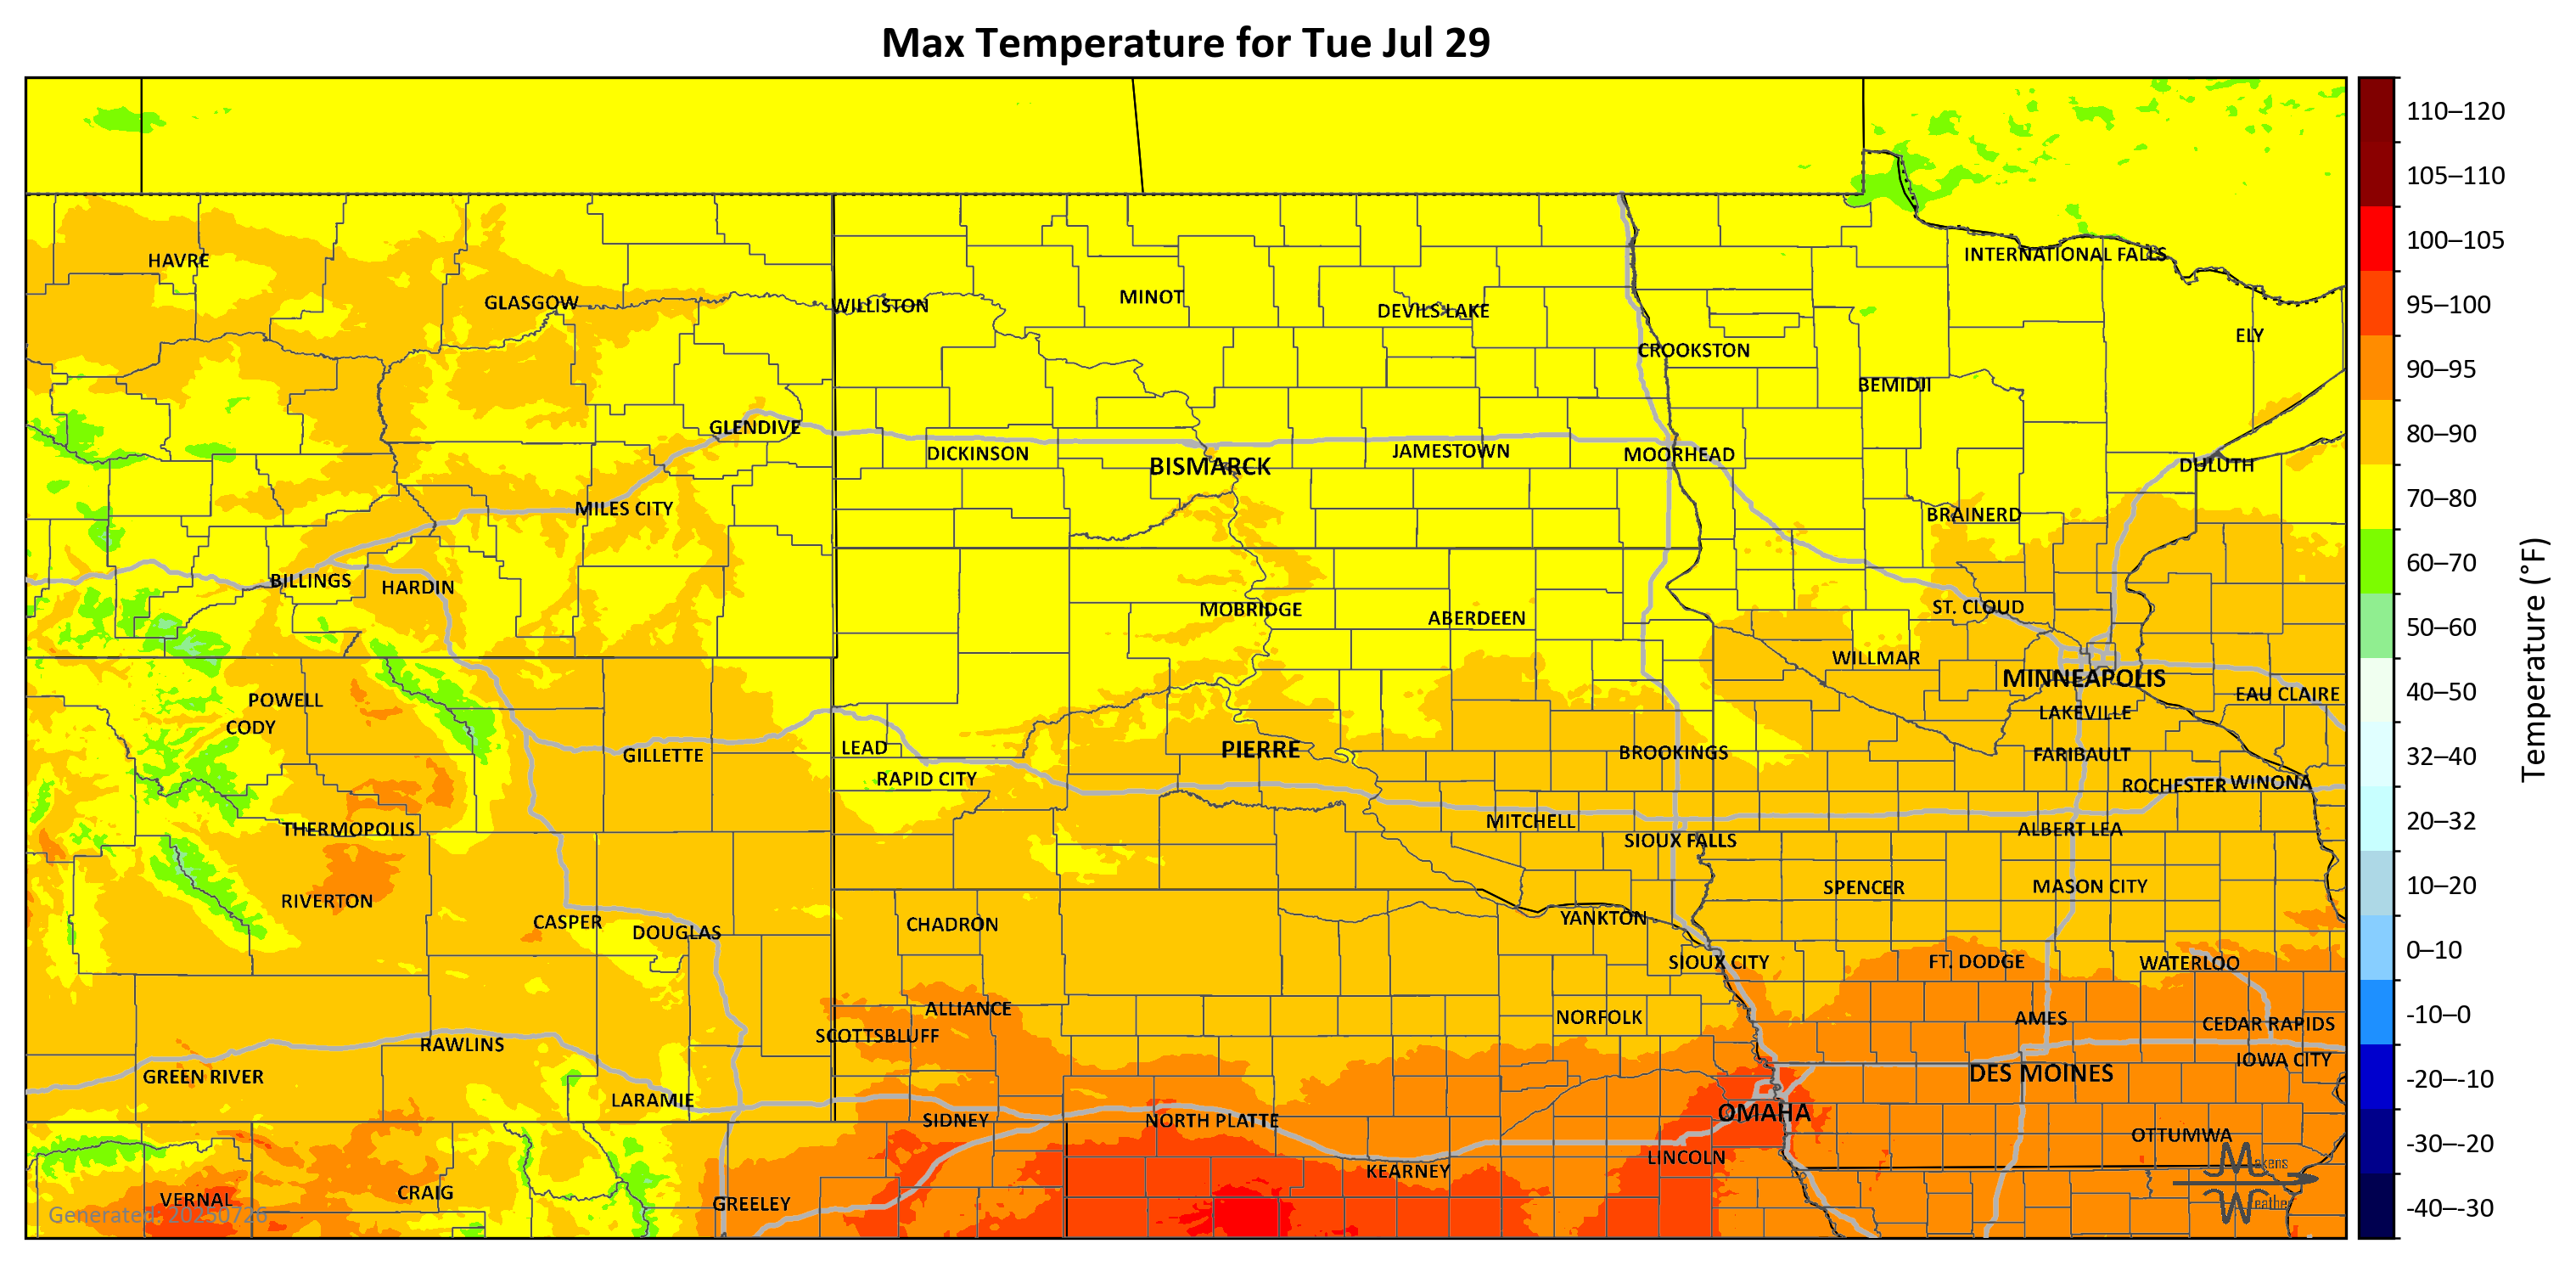 Max Temperature for Tue Jul 29
110–120
105–110
100–105
95–100
90–95
80–90
70–80
60–70
50–60
40–50
32–40
20–32
10–20
0–10
-10–0
-20–-10
-30–-20
-40–-30
Temperature (°F)
HAVRE
GLASGOW
WILLISTON
MINOT
DEVILS LAKE
INTERNATIONAL FALLS
ELY
CROOKSTON
BEMIDJI
GLENDIVE
DICKINSON
BISMARCK
JAMESTOWN
MOORHEAD
DULUTH
MILES CITY
BRAINERD
BILLINGS
HARDIN
MOBRIDGE
ABERDEEN
ST. CLOUD
WILLMAR
MINNEAPOLIS
EAU CLAIRE
POWELL
CODY
LAKEVILLE
GILLETTE
LEAD
PIERRE
BROOKINGS
FARIBAULT
RAPID CITY
ROCHESTER
WINONA
THERMOPOLIS
MITCHELL
SIOUX FALLS
ALBERT LEA
RIVERTON
SPENCER
MASON CITY
CASPER
DOUGLAS
CHADRON
YANKTON
SIOUX CITY
FT. DODGE
WATERLOO
ALLIANCE
SCOTTSBLUFF
NORFOLK
AMES
CEDAR RAPIDS
RAWLINS
IOWA CITY
GREEN RIVER
DES MOINES
LARAMIE
SIDNEY
NORTH PLATTE
OMAHA
OTTUMWA
LINCOLN
KEARNEY
VERNAL
CRAIG
GREELEY
Generated: 20250726
Makens
Weather